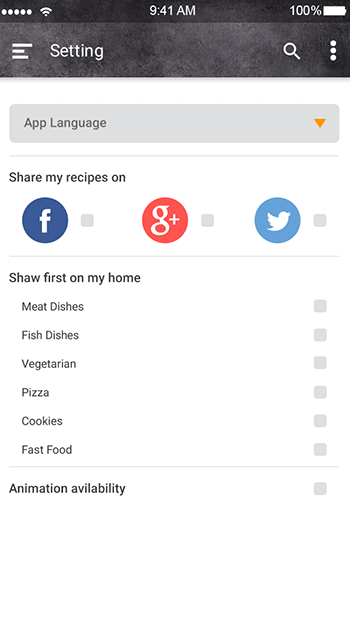 9:41 AM 100%
Setting
App Language
Share my recipes on
f g+
Shaw first on my home
Meat Dishes
Fish Dishes
Vegetarian
Pizza
Cookies
Fast Food
Animation avilability